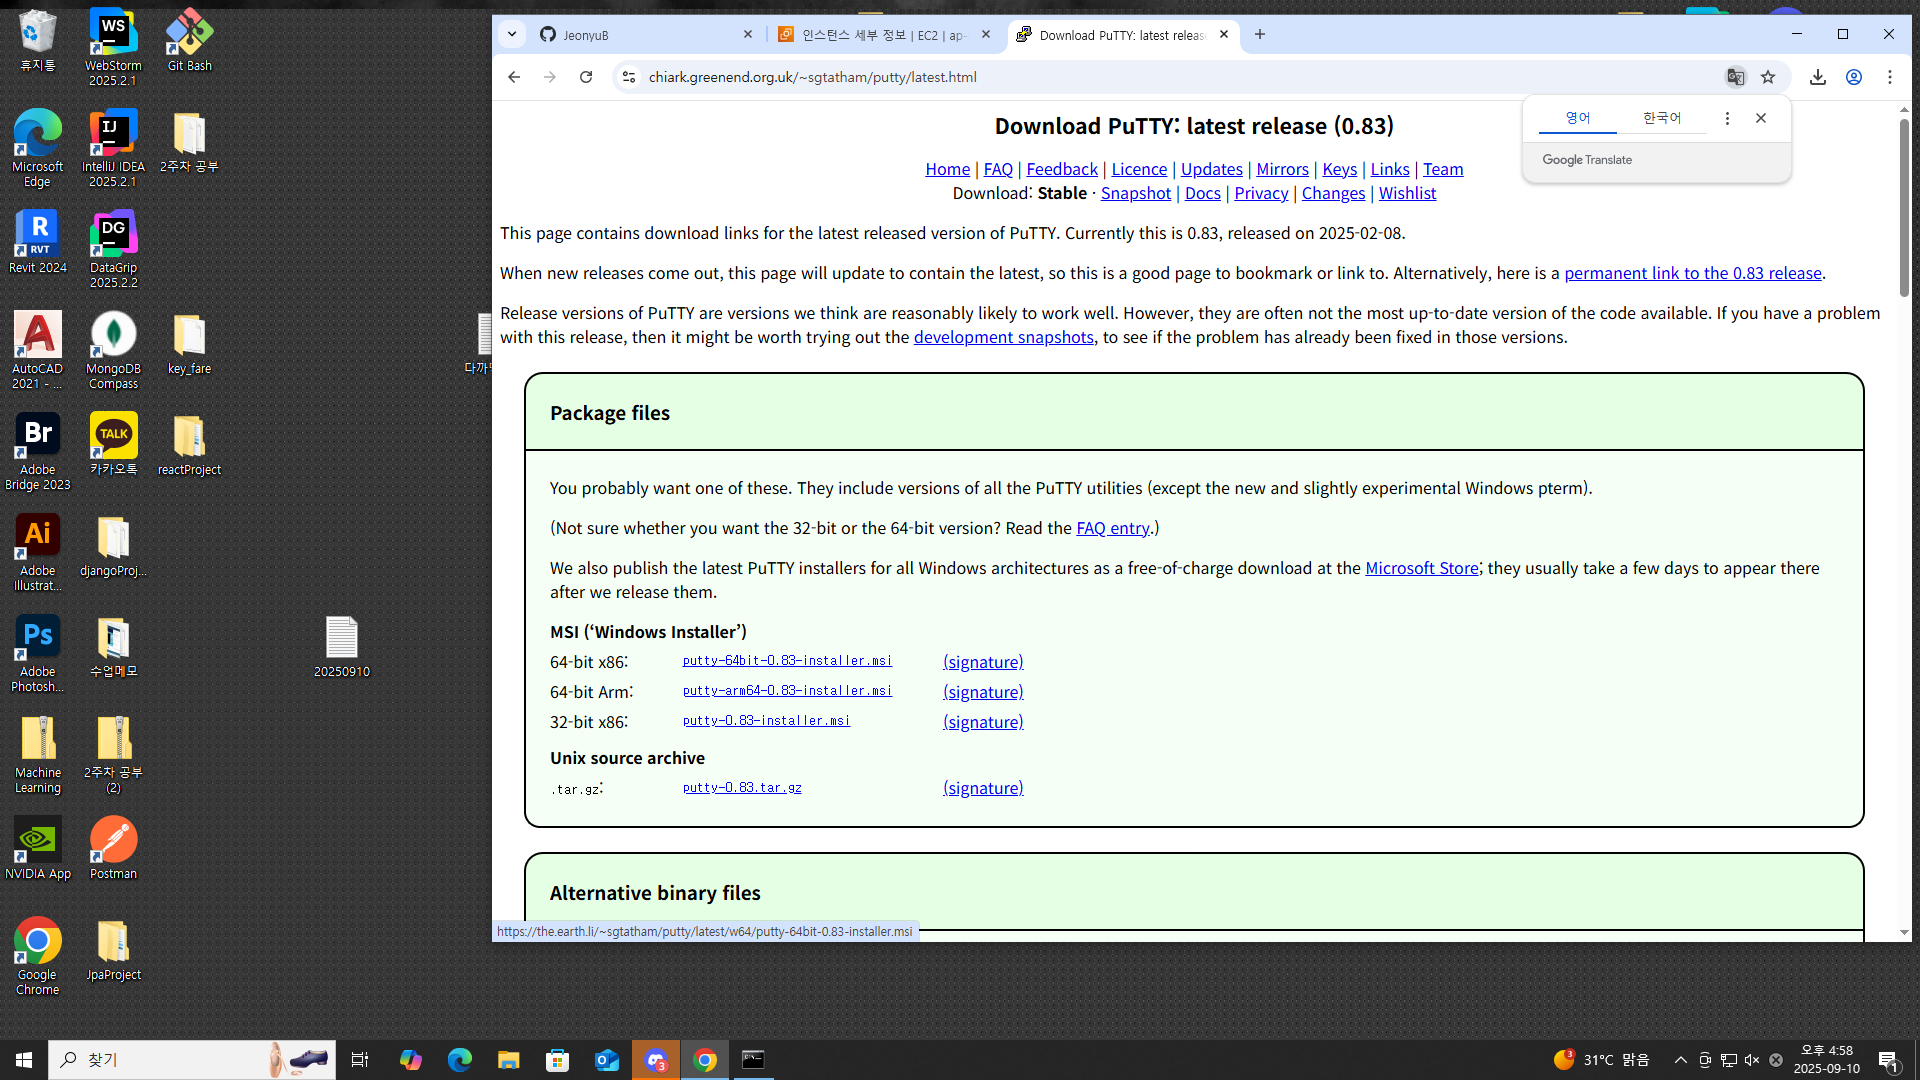 휴지통
WebStorm 2025.2.1
Git Bash
Microsoft Edge
IntelliJ IDEA 2025.2.1
2주차 공부
Revit 2024
DataGrip 2025.2.2
AutoCAD 2021 - ...
MongoDB Compass
key_fare
Adobe Bridge 2023
카카오톡
reactProject
Adobe Illustrat...
djangoProj...
Adobe Photosh...
수업메모
20250910
Machine Learning
2주차 공부 (2)
NVIDIA App
Postman
Google Chrome
JpaProject
JeonyuB
인스턴스 세부 정보 | EC2 | ap-
Download PuTTY: latest release
chiark.greenend.org.uk/~sgtatham/putty/latest.html
영어
한국어
Google Translate
Download PuTTY: latest release (0.83)
Home | FAQ | Feedback | Licence | Updates | Mirrors | Keys | Links | Team
Download: Stable · Snapshot | Docs | Privacy | Changes | Wishlist
This page contains download links for the latest released version of PuTTY. Currently this is 0.83, released on 2025-02-08.
When new releases come out, this page will update to contain the latest, so this is a good page to bookmark or link to. Alternatively, here is a permanent link to the 0.83 release.
Release versions of PuTTY are versions we think are reasonably likely to work well. However, they are often not the most up-to-date version of the code available. If you have a problem
with this release, then it might be worth trying out the development snapshots, to see if the problem has already been fixed in those versions.
Package files
You probably want one of these. They include versions of all the PuTTY utilities (except the new and slightly experimental Windows pterm).
(Not sure whether you want the 32-bit or the 64-bit version? Read the FAQ entry.)
We also publish the latest PuTTY installers for all Windows architectures as a free-of-charge download at the Microsoft Store; they usually take a few days to appear there
after we release them.
MSI (‘Windows Installer’)
64-bit x86: putty-64bit-0.83-installer.msi (signature)
64-bit Arm: putty-arm64-0.83-installer.msi (signature)
32-bit x86: putty-0.83-installer.msi (signature)
Unix source archive
.tar.gz: putty-0.83.tar.gz (signature)
Alternative binary files
https://the.earth.li/~sgtatham/putty/latest/w64/putty-64bit-0.83-installer.msi
찾기
31°C 맑음
오후 4:58
2025-09-10